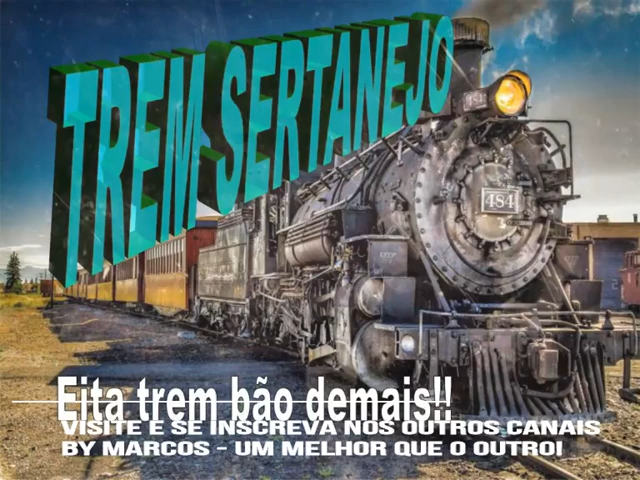 TREM SERTANEJO
484
Eita trem bão demais!!
VISITE E SE INSCREVA NOS OUTROS CANAIS
BY MARCOS - UM MELHOR QUE O OUTRO!